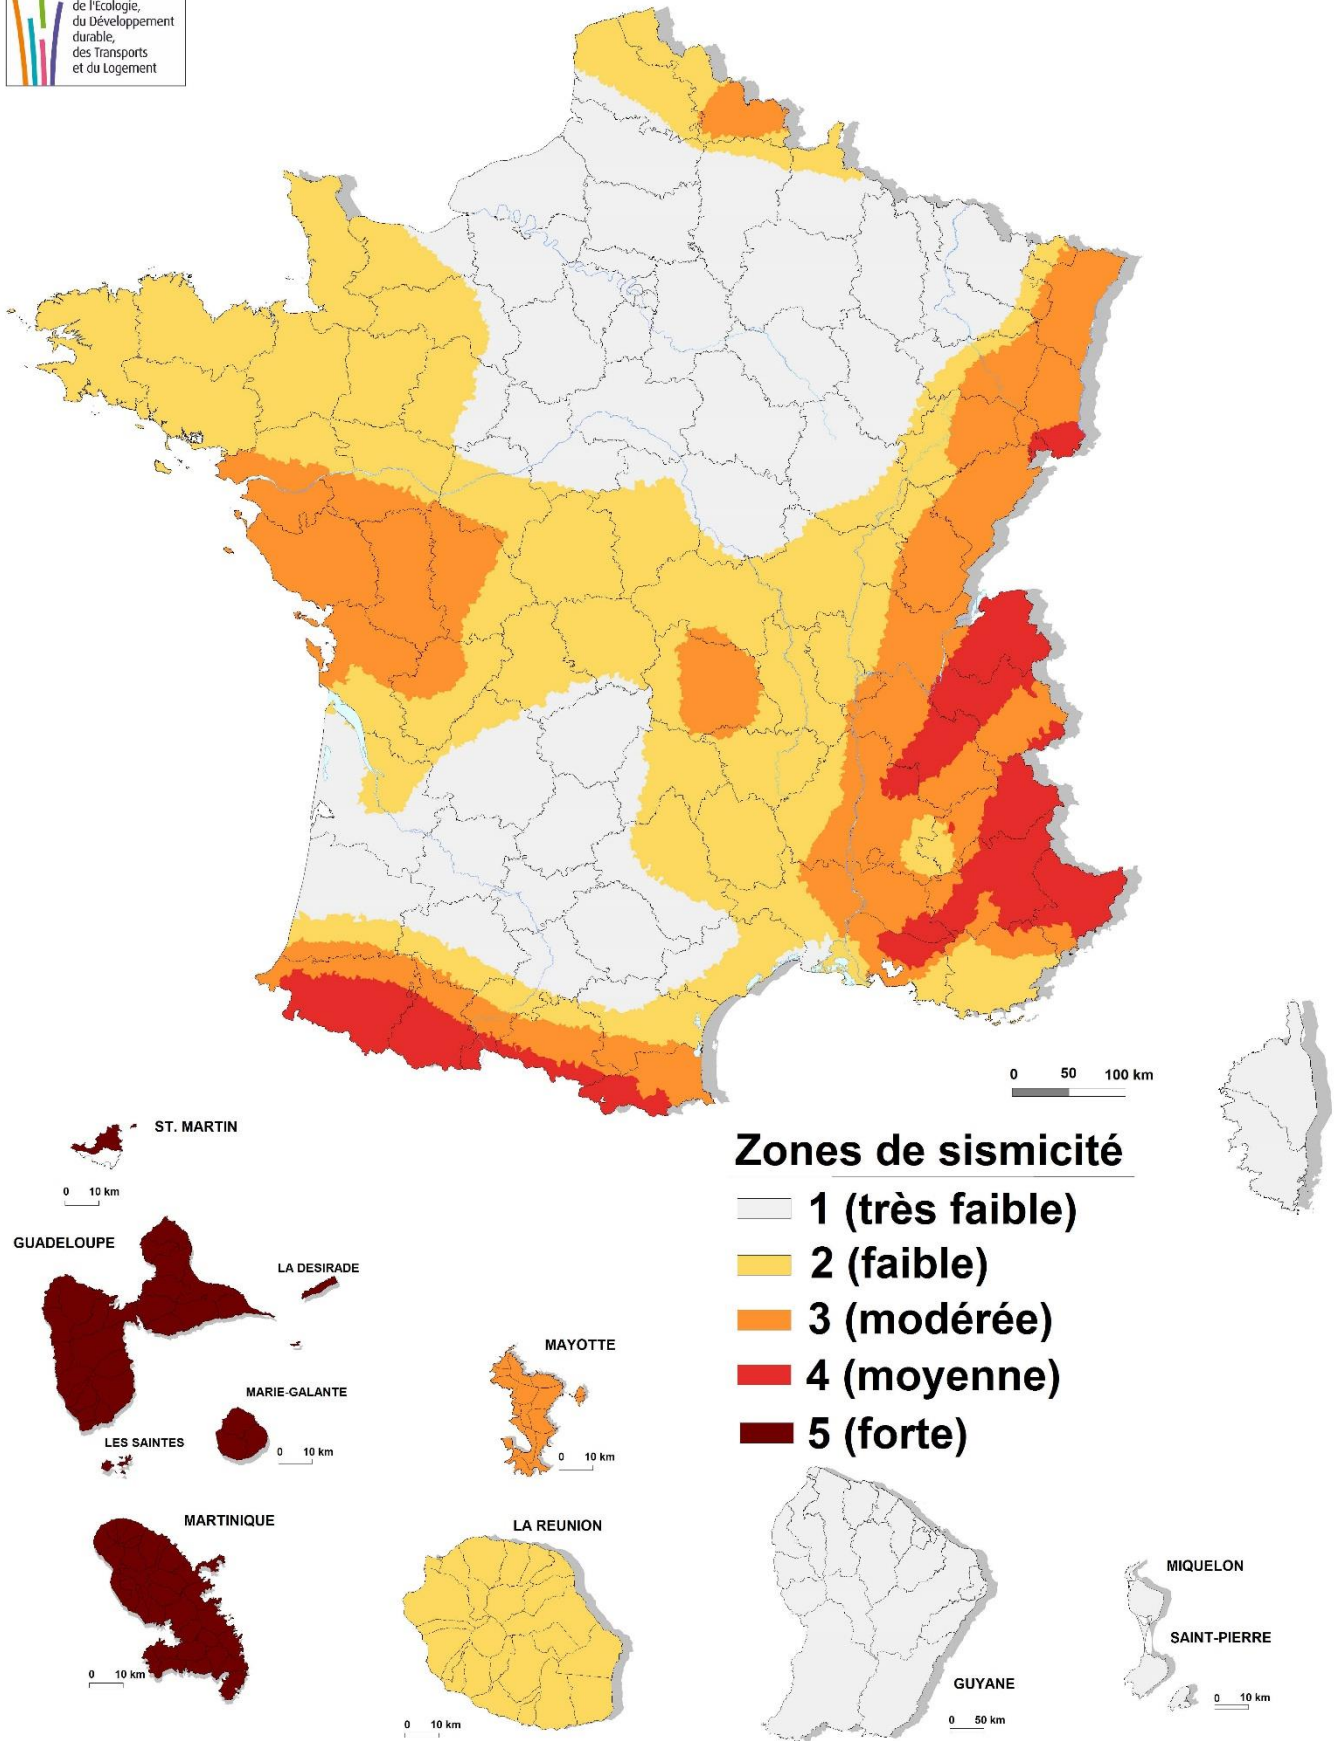 de l'Ecologie,
du Développement
durable,
des Transports
et du Logement
0 50 100 km
ST. MARTIN
0 10 km
GUADELOUPE
LA DESIRADE
MARIE-GALANTE
0 10 km
LES SAINTES
MAYOTTE
0 10 km
Zones de sismicité
1 (très faible)
2 (faible)
3 (modérée)
4 (moyenne)
5 (forte)
MARTINIQUE
0 10 km
LA REUNION
0 10 km
GUYANE
0 50 km
MIQUELON
SAINT-PIERRE
0 10 km